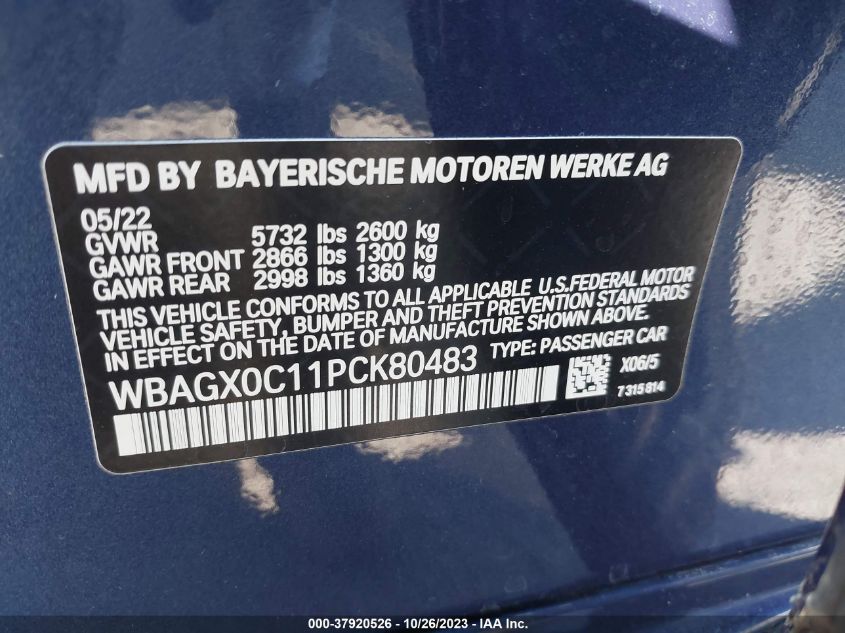 MFD BY BAYERISCHE MOTOREN WERKE AG
05/22
GVWR 5732 lbs 2600 kg
GAWR FRONT 2866 lbs 1300 kg
GAWR REAR 2998 lbs 1360 kg
THIS VEHICLE CONFORMS TO ALL APPLICABLE U.S.FEDERAL MOTOR
VEHICLE SAFETY, BUMPER AND THEFT PREVENTION STANDARDS
IN EFFECT ON THE DATE OF MANUFACTURE SHOWN ABOVE.
WBAGX0C11PCK80483 TYPE: PASSENGER CAR
X06/5
7315814
000-37920526 | 10/26/2023 | IAA Inc.